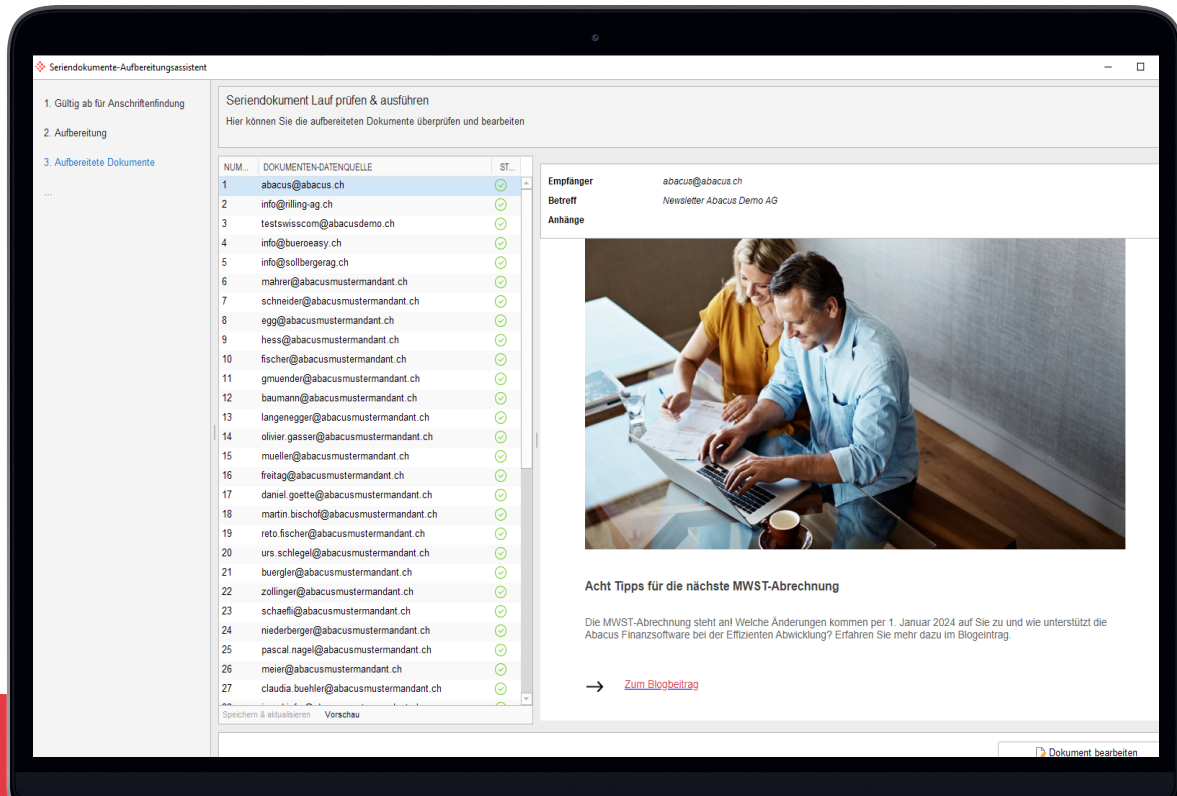 Seriendokumente-Aufbereitungsassistent
1. Gültig ab für Anschriftenfindung
2. Aufbereitung
3. Aufbereitete Dokumente
...
Seriendokument Lauf prüfen & ausführen
Hier können Sie die aufbereiteten Dokumente überprüfen und bearbeiten
NUM... DOKUMENTEN-DATENQUELLE ST...
1 abacus@abacus.ch
2 info@rilling-ag.ch
3 testswisscom@abacusdemo.ch
4 info@bueroeasy.ch
5 info@sollbergerag.ch
6 mahrer@abacusmustermandant.ch
7 schneider@abacusmustermandant.ch
8 egg@abacusmustermandant.ch
9 hess@abacusmustermandant.ch
10 fischer@abacusmustermandant.ch
11 gmuender@abacusmustermandant.ch
12 baumann@abacusmustermandant.ch
13 langenegger@abacusmustermandant.ch
14 olivier.gasser@abacusmustermandant.ch
15 mueller@abacusmustermandant.ch
16 freitag@abacusmustermandant.ch
17 daniel.goette@abacusmustermandant.ch
18 martin.bischof@abacusmustermandant.ch
19 reto.fischer@abacusmustermandant.ch
20 urs.schlegel@abacusmustermandant.ch
21 buergler@abacusmustermandant.ch
22 zollinger@abacusmustermandant.ch
23 schaefli@abacusmustermandant.ch
24 niederberger@abacusmustermandant.ch
25 pascal.nagel@abacusmustermandant.ch
26 meier@abacusmustermandant.ch
27 claudia.buehler@abacusmustermandant.ch
Speichern & aktualisieren Vorschau
Empfänger abacus@abacus.ch
Betreff Newsletter Abacus Demo AG
Anhänge
Acht Tipps für die nächste MWST-Abrechnung
Die MWST-Abrechnung steht an! Welche Änderungen kommen per 1. Januar 2024 auf Sie zu und wie unterstützt die
Abacus Finanzsoftware bei der Effizienten Abwicklung? Erfahren Sie mehr dazu im Blogeintrag.
→ Zum Blogbeitrag
Dokument bearbeiten